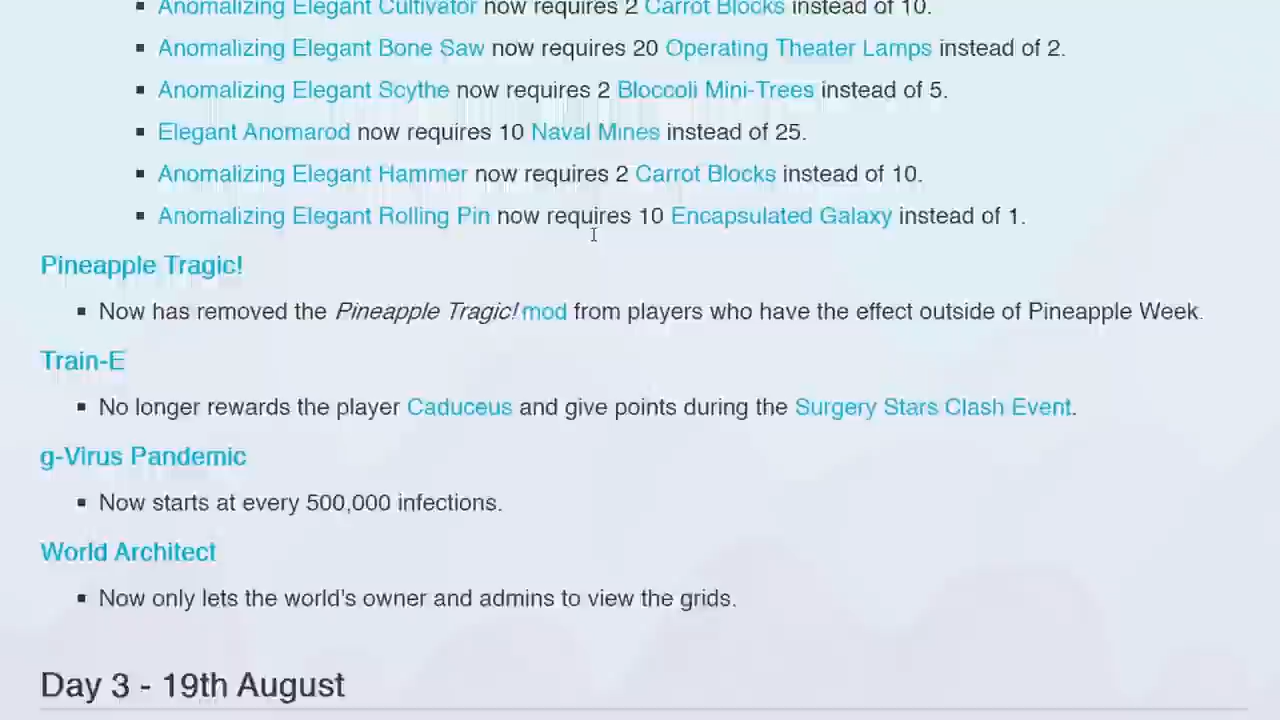 Anomalizing Elegant Cultivator now requires 2 Carrot Blocks instead of 10.
Anomalizing Elegant Bone Saw now requires 20 Operating Theater Lamps instead of 2.
Anomalizing Elegant Scythe now requires 2 Bloccoli Mini-Trees instead of 5.
Elegant Anomarod now requires 10 Naval Mines instead of 25.
Anomalizing Elegant Hammer now requires 2 Carrot Blocks instead of 10.
Anomalizing Elegant Rolling Pin now requires 10 Encapsulated Galaxy instead of 1.
Pineapple Tragic!
Now has removed the Pineapple Tragic! mod from players who have the effect outside of Pineapple Week.
Train-E
No longer rewards the player Caduceus and give points during the Surgery Stars Clash Event.
g-Virus Pandemic
Now starts at every 500,000 infections.
World Architect
Now only lets the world's owner and admins to view the grids.
Day 3 - 19th August